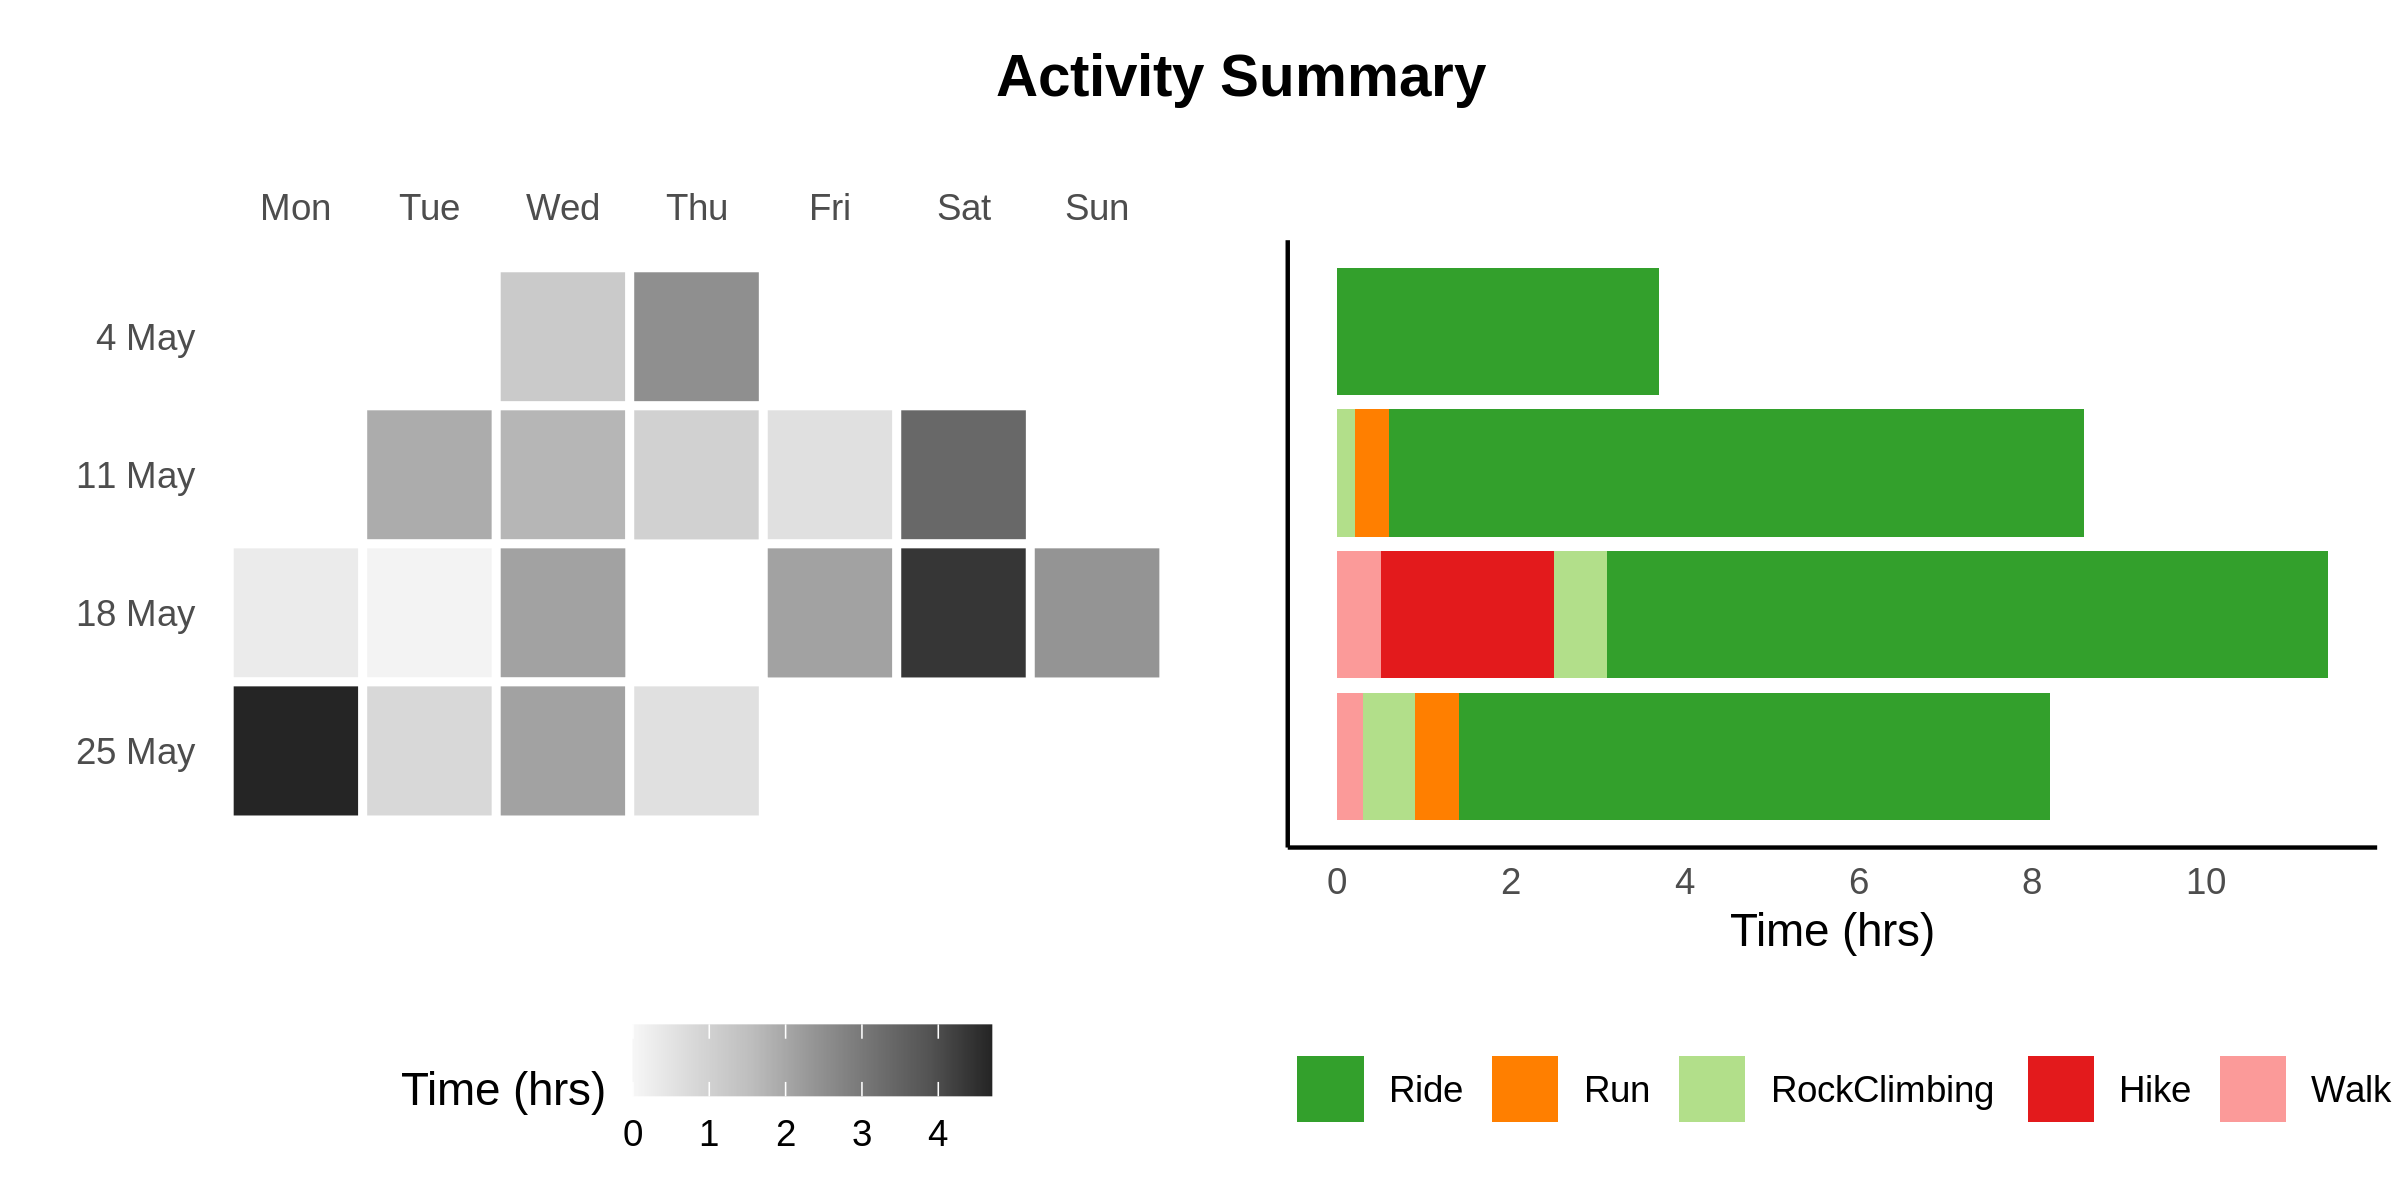 Activity Summary
Mon Tue Wed Thu Fri Sat Sun
4 May
11 May
18 May
25 May
0 2 4 6 8 10
Time (hrs)
Time (hrs)
0 1 2 3 4
Ride Run RockClimbing Hike Walk